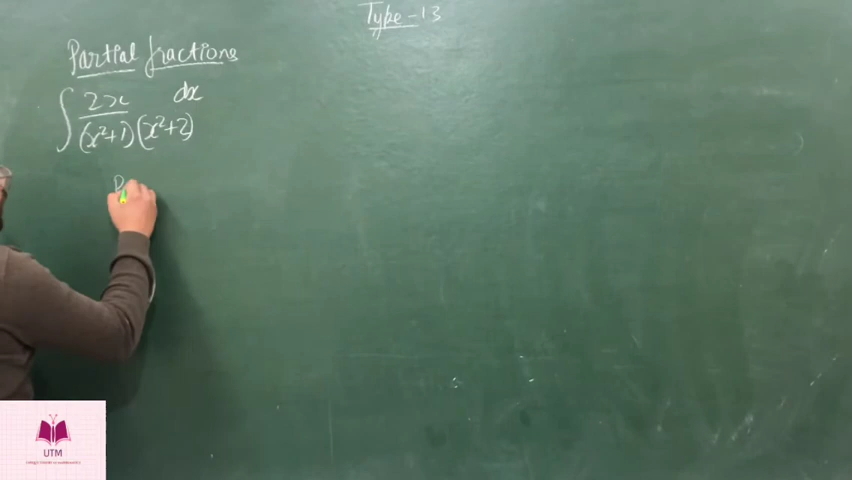 Type-13
Partial fractions
∫ 2x dx
(x²+1)(x²+2)
P
UTM